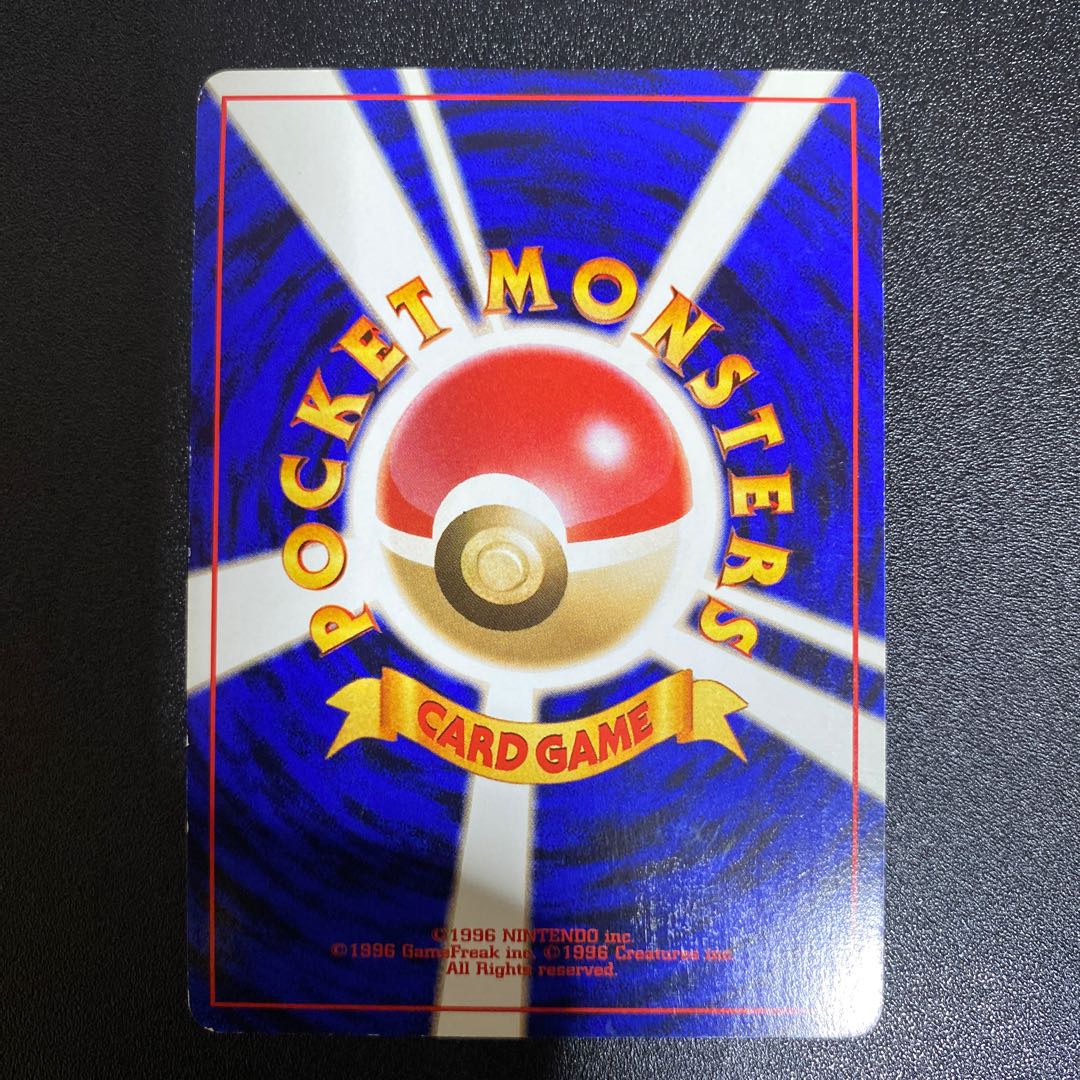 POCKET MONSTERS
CARD GAME
©1996 NINTENDO inc.
©1996 GameFreak inc. ©1996 Creatures inc.
All Rights reserved.